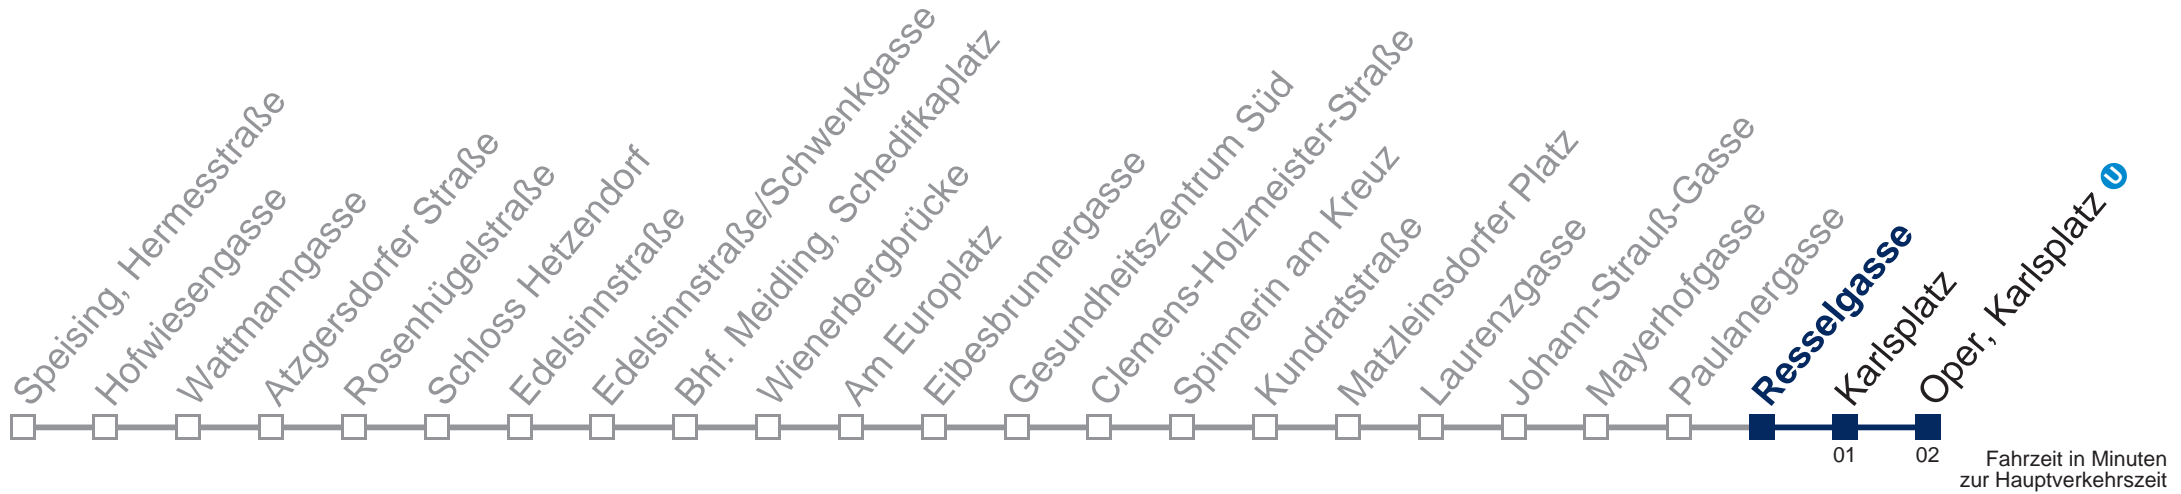 Speising, Hermesstraße
Hofwiesengasse
Wattmanngasse
Atzgersdorfer Straße
Rosenhügelstraße
Schloss Hetzendorf
Edelsinnstraße
Edelsinnstraße/Schwenkgasse
Bhf. Meidling, Schedifkaplatz
Wienerbergbrücke
Am Europlatz
Eibesbrunnergasse
Gesundheitszentrum Süd
Clemens-Holzmeister-Straße
Spinnerin am Kreuz
Kundratstraße
Matzleinsdorfer Platz
Laurenzgasse
Johann-Strauß-Gasse
Mayerhofgasse
Paulanergasse
Resselgasse
Karlsplatz
Oper, Karlsplatz U
01
02
Fahrzeit in Minuten
zur Hauptverkehrszeit